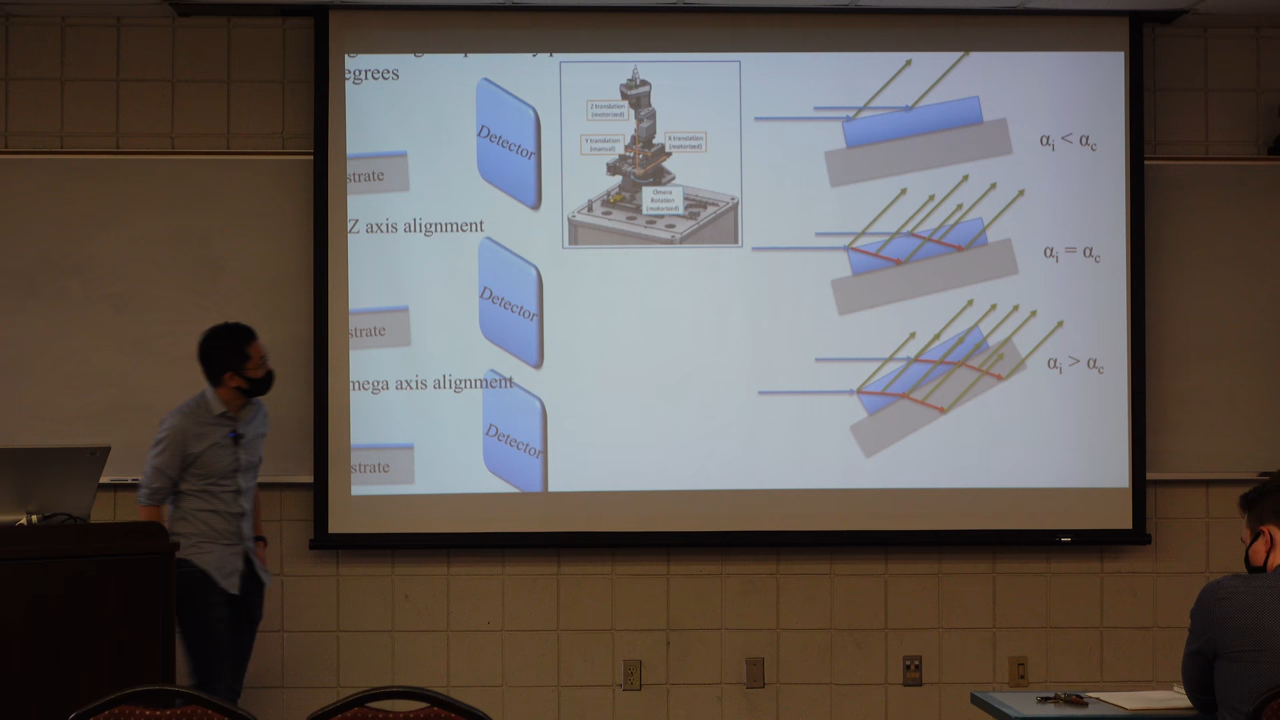 egrees
Detector
strate
Z axis alignment
Detector
strate
mega axis alignment
Detector
strate
Z translation
(motorized)
Y translation
(manual)
X translation
(motorized)
Omega
Rotation
(motorized)
αi < αc
αi = αc
αi > αc